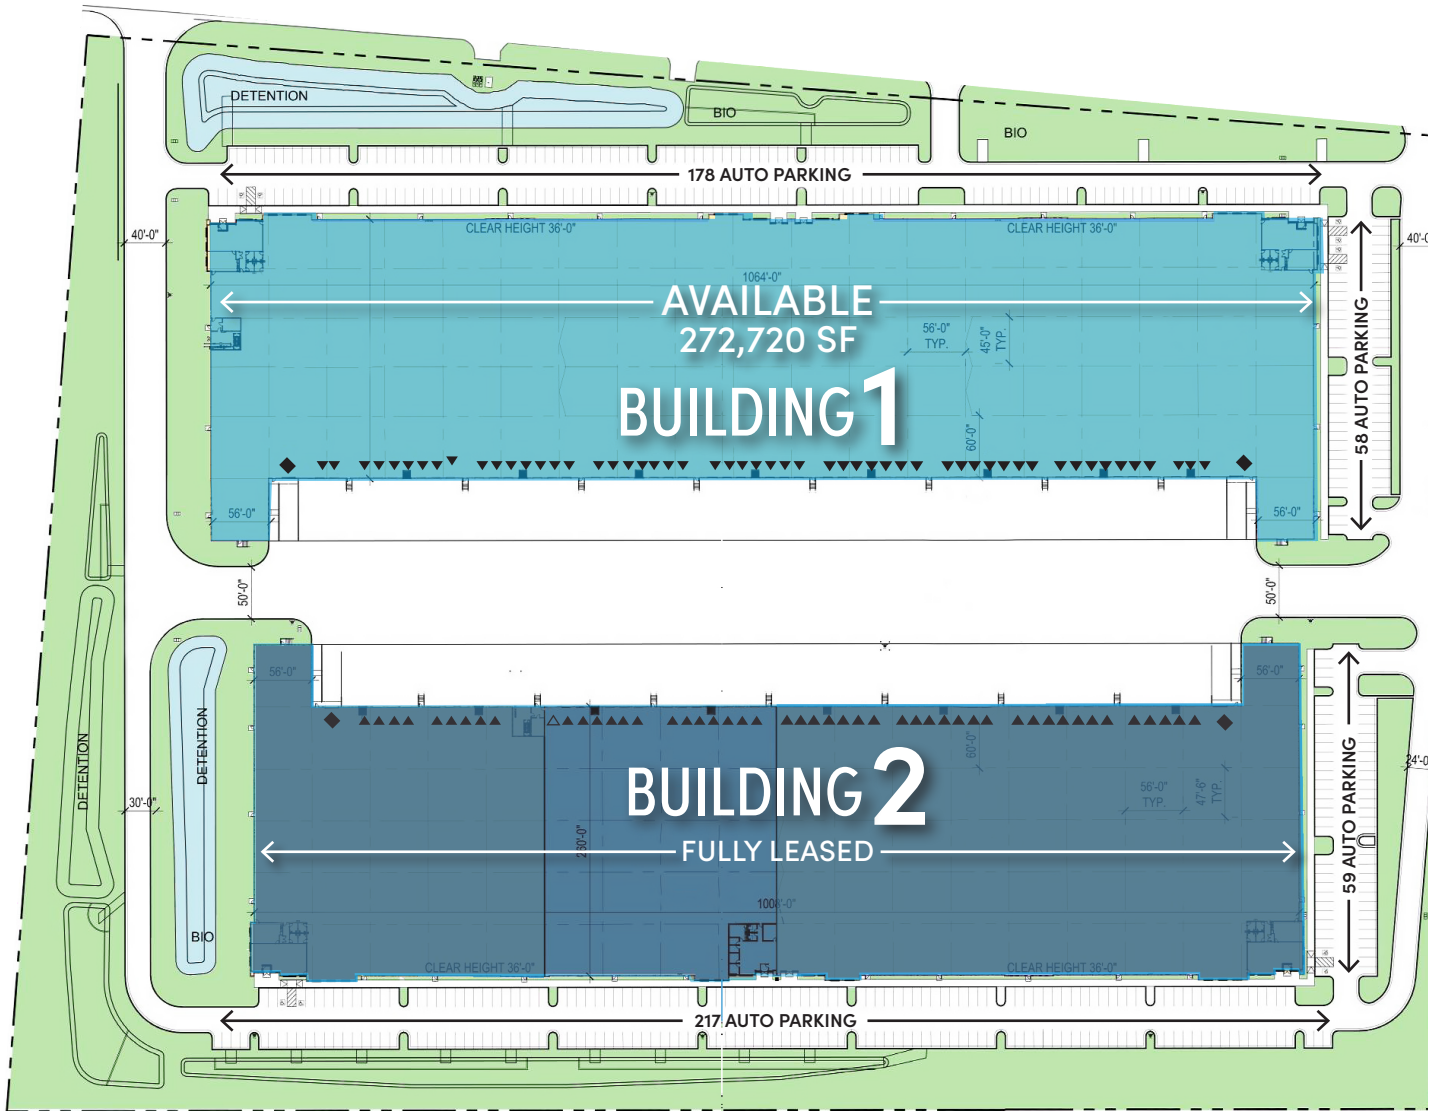 DETENTION
BIO
BIO
178 AUTO PARKING
40'-0"
CLEAR HEIGHT 36'-0"
CLEAR HEIGHT 36'-0"
1064'-0"
AVAILABLE
272,720 SF
56'-0"
TYP.
45'-0"
TYP.
BUILDING 1
60'-0"
58 AUTO PARKING
56'-0"
56'-0"
50'-0"
50'-0"
56'-0"
56'-0"
DETENTION
DETENTION
60'-0"
BUILDING 2
56'-0"
TYP.
47'-6"
TYP.
30'-0"
260'-0"
FULLY LEASED
59 AUTO PARKING
1008'-0"
BIO
CLEAR HEIGHT 36'-0"
CLEAR HEIGHT 36'-0"
217 AUTO PARKING